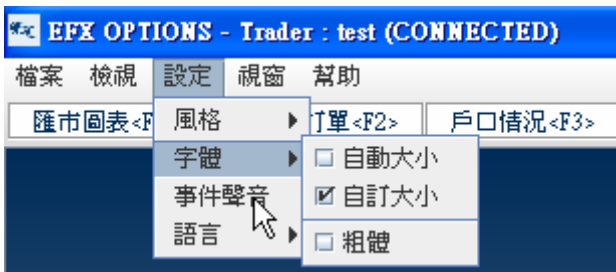 EFX OPTIONS - Trader : test (CONNECTED)
檔案 檢視 設定 視窗 幫助
匯市圖表<F 訂單<F2> 戶口情況<F3>
風格
字體
事件聲音
語言
自動大小
自訂大小
粗體